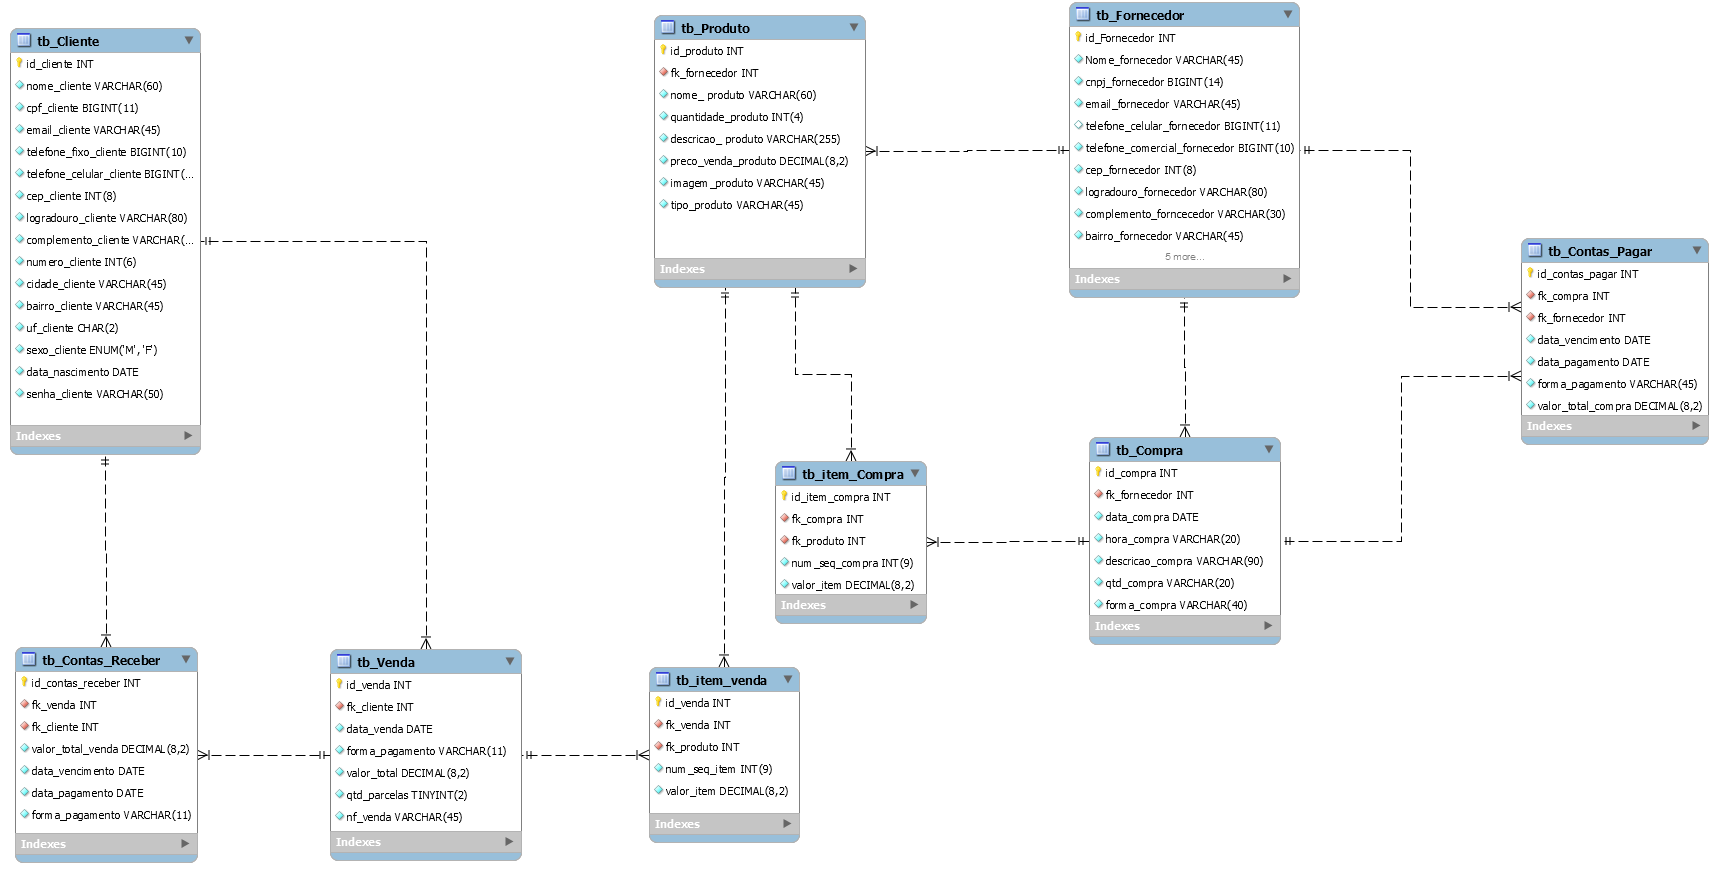 tb_Cliente
id_cliente INT
nome_cliente VARCHAR(60)
cpf_cliente BIGINT(11)
email_cliente VARCHAR(45)
telefone_fixo_cliente BIGINT(10)
telefone_celular_cliente BIGINT(...
cep_cliente INT(8)
logradouro_cliente VARCHAR(80)
complemento_cliente VARCHAR(...
numero_cliente INT(6)
cidade_cliente VARCHAR(45)
bairro_cliente VARCHAR(45)
uf_cliente CHAR(2)
sexo_cliente ENUM('M', 'F')
data_nascimento DATE
senha_cliente VARCHAR(50)
Indexes
tb_Produto
id_produto INT
fk_fornecedor INT
nome_ produto VARCHAR(60)
quantidade_produto INT(4)
descricao_ produto VARCHAR(255)
preco_venda_produto DECIMAL(8,2)
imagem_produto VARCHAR(45)
tipo_produto VARCHAR(45)
Indexes
tb_Fornecedor
id_Fornecedor INT
Nome_fornecedor VARCHAR(45)
cnpj_fornecedor BIGINT(14)
email_fornecedor VARCHAR(45)
telefone_celular_fornecedor BIGINT(11)
telefone_comercial_fornecedor BIGINT(10)
cep_fornecedor INT(8)
logradouro_fornecedor VARCHAR(80)
complemento_forncecedor VARCHAR(30)
bairro_fornecedor VARCHAR(45)
5 more...
Indexes
tb_Contas_Pagar
id_contas_pagar INT
fk_compra INT
fk_fornecedor INT
data_vencimento DATE
data_pagamento DATE
forma_pagamento VARCHAR(45)
valor_total_compra DECIMAL(8,2)
Indexes
tb_item_Compra
id_item_compra INT
fk_compra INT
fk_produto INT
num_seq_compra INT(9)
valor_item DECIMAL(8,2)
Indexes
tb_Compra
id_compra INT
fk_fornecedor INT
data_compra DATE
hora_compra VARCHAR(20)
descricao_compra VARCHAR(90)
qtd_compra VARCHAR(20)
forma_compra VARCHAR(40)
Indexes
tb_Contas_Receber
id_contas_receber INT
fk_venda INT
fk_cliente INT
valor_total_venda DECIMAL(8,2)
data_vencimento DATE
data_pagamento DATE
forma_pagamento VARCHAR(11)
Indexes
tb_Venda
id_venda INT
fk_cliente INT
data_venda DATE
forma_pagamento VARCHAR(11)
valor_total DECIMAL(8,2)
qtd_parcelas TINYINT(2)
nf_venda VARCHAR(45)
Indexes
tb_item_venda
id_venda INT
fk_venda INT
fk_produto INT
num_seq_item INT(9)
valor_item DECIMAL(8,2)
Indexes